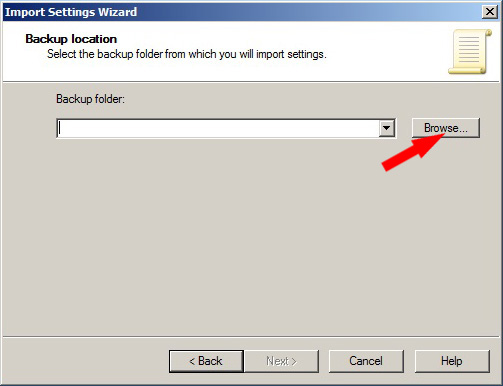 Import Settings Wizard
Backup location
Select the backup folder from which you will import settings.
Backup folder:
Browse...
< Back
Next >
Cancel
Help